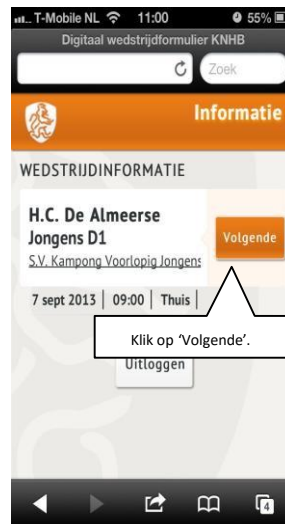 T-Mobile NL 11:00 55%
Digitaal wedstrijdformulier KNHB
Zoek
Informatie
WEDSTRIJDINFORMATIE
H.C. De Almeerse
Jongens D1
Volgende
S.V. Kampong Voorlopig Jongens
7 sept 2013 | 09:00 | Thuis |
Klik op ‘Volgende’.
Uitloggen
4